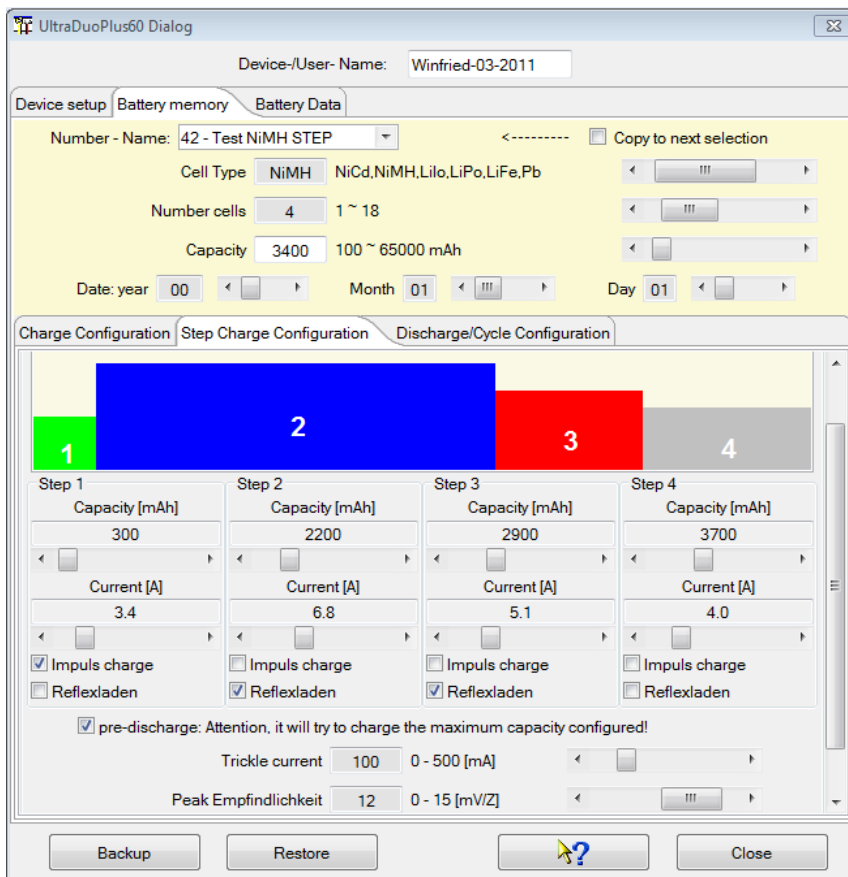 UltraDuoPlus60 Dialog
Device-/User- Name: Winfried-03-2011
Device setup Battery memory Battery Data
Number - Name: 42 - Test NiMH STEP <--------- Copy to next selection
Cell Type NiMH NiCd,NiMH,LiIo,LiPo,LiFe,Pb
Number cells 4 1 ~ 18
Capacity 3400 100 ~ 65000 mAh
Date: year 00 Month 01 Day 01
Charge Configuration Step Charge Configuration Discharge/Cycle Configuration
1 2 3 4
Step 1 Step 2 Step 3 Step 4
Capacity [mAh] Capacity [mAh] Capacity [mAh] Capacity [mAh]
300 2200 2900 3700
Current [A] Current [A] Current [A] Current [A]
3.4 6.8 5.1 4.0
Impuls charge Impuls charge Impuls charge Impuls charge
Reflexladen Reflexladen Reflexladen Reflexladen
pre-discharge: Attention, it will try to charge the maximum capacity configured!
Trickle current 100 0 - 500 [mA]
Peak Empfindlichkeit 12 0 - 15 [mV/Z]
Backup Restore ? Close